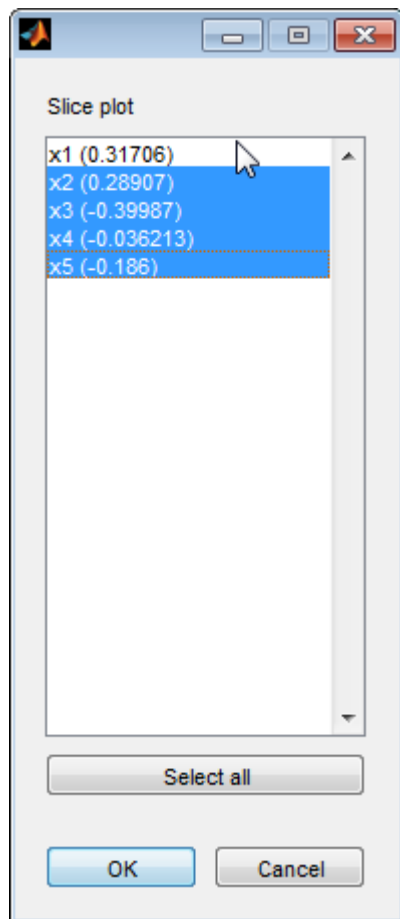 Slice plot
x1 (0.31706)
x2 (0.28907)
x3 (-0.39987)
x4 (-0.036213)
x5 (-0.186)
Select all
OK
Cancel